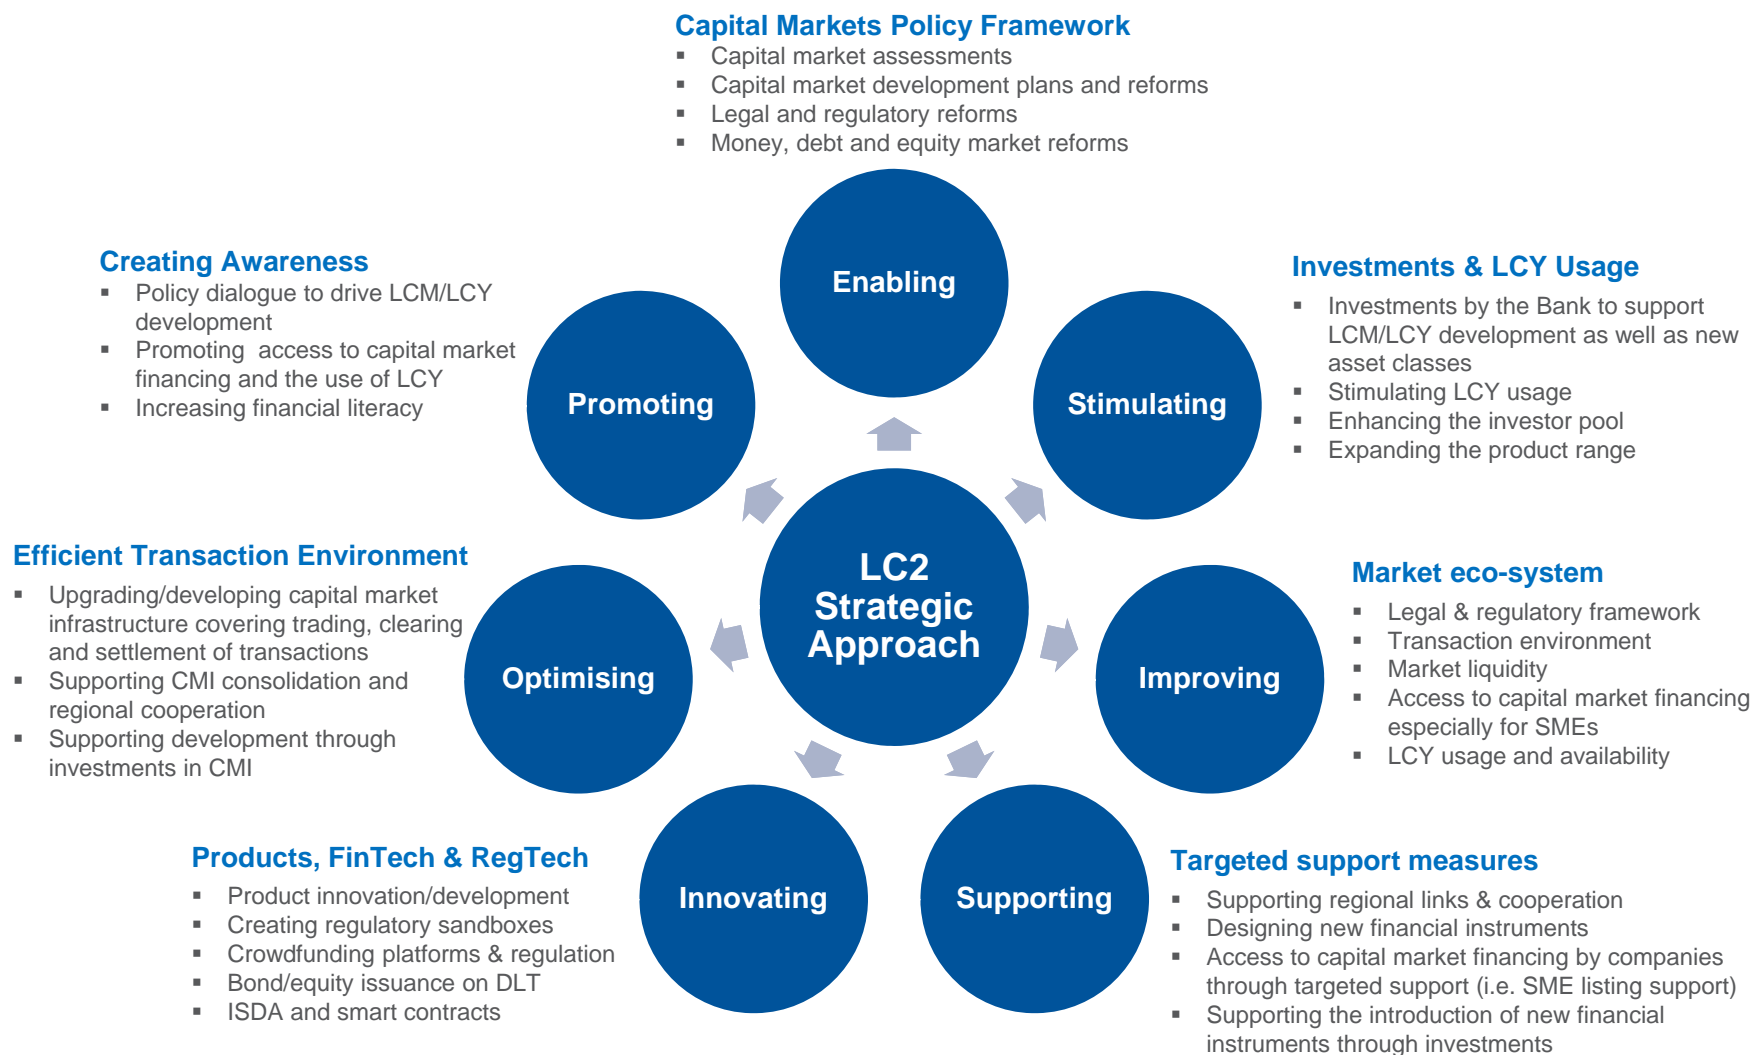 Capital Markets Policy Framework
▪ Capital market assessments
▪ Capital market development plans and reforms
▪ Legal and regulatory reforms
▪ Money, debt and equity market reforms
Enabling
Investments & LCY Usage
▪ Investments by the Bank to support
LCM/LCY development as well as new
asset classes
▪ Stimulating LCY usage
▪ Enhancing the investor pool
▪ Expanding the product range
Stimulating
Market eco-system
▪ Legal & regulatory framework
▪ Transaction environment
▪ Market liquidity
▪ Access to capital market financing
especially for SMEs
▪ LCY usage and availability
Improving
Targeted support measures
▪ Supporting regional links & cooperation
▪ Designing new financial instruments
▪ Access to capital market financing by companies
through targeted support (i.e. SME listing support)
▪ Supporting the introduction of new financial
instruments through investments
Supporting
Products, FinTech & RegTech
▪ Product innovation/development
▪ Creating regulatory sandboxes
▪ Crowdfunding platforms & regulation
▪ Bond/equity issuance on DLT
▪ ISDA and smart contracts
Innovating
Efficient Transaction Environment
▪ Upgrading/developing capital market
infrastructure covering trading, clearing
and settlement of transactions
▪ Supporting CMI consolidation and
regional cooperation
▪ Supporting development through
investments in CMI
Optimising
Creating Awareness
▪ Policy dialogue to drive LCM/LCY
development
▪ Promoting access to capital market
financing and the use of LCY
▪ Increasing financial literacy
Promoting
LC2
Strategic
Approach